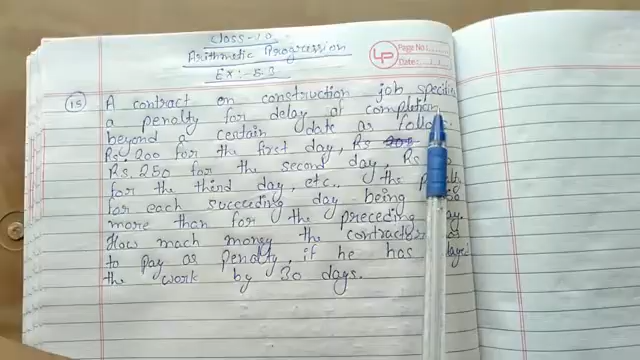 Class-10
Arithmetic Progression
Ex:- 5.3
LP Page No.:
Date:
(15) A contract on construction job specifies
a penalty for delay of completion
beyond a certain date as follows:
Rs. 200 for the first day, Rs
Rs. 250 for the second day, Rs
for the third day, etc., the
for each succeeding day being 50
more than for the preceding
How much money the contractor
to pay as penalty, if he has
the work by 30 days.